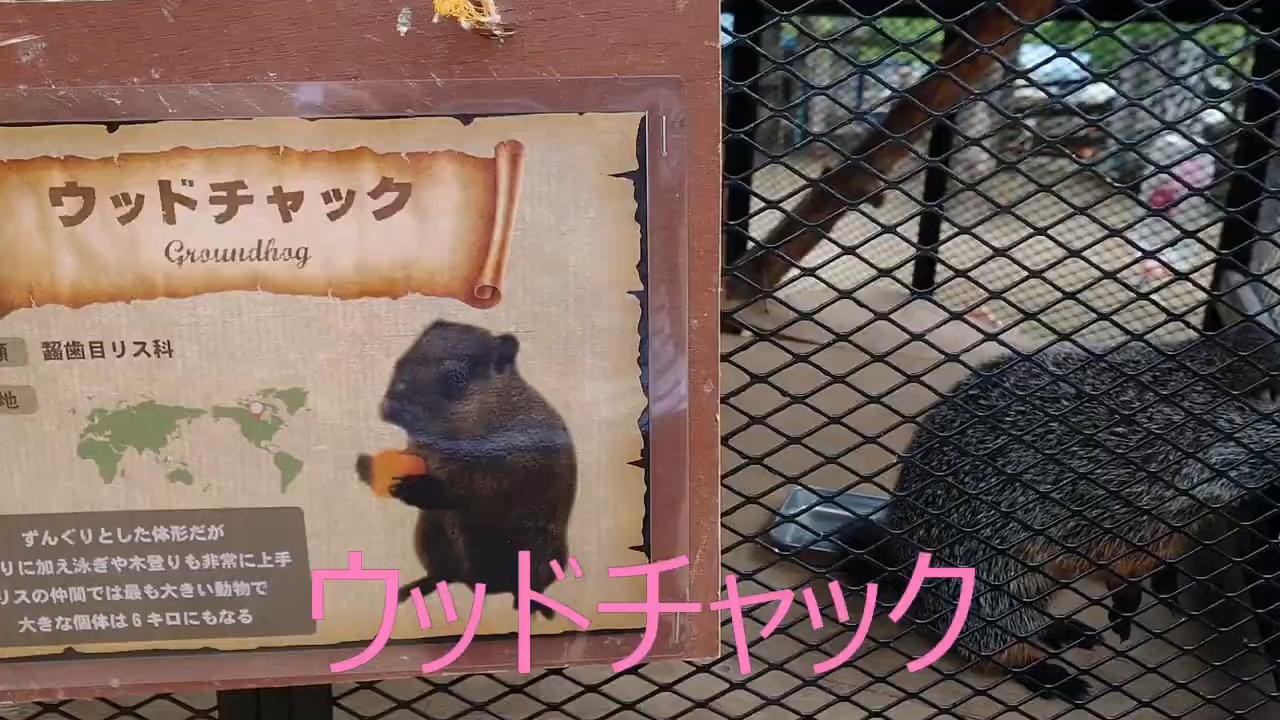 ウッドチャック
Groundhog
類
齧歯目リス科
地
ずんぐりとした体形だが
りに加え泳ぎや木登りも非常に上手
リスの仲間では最も大きい動物で
大きな個体は6キロにもなる
ウッドチャック